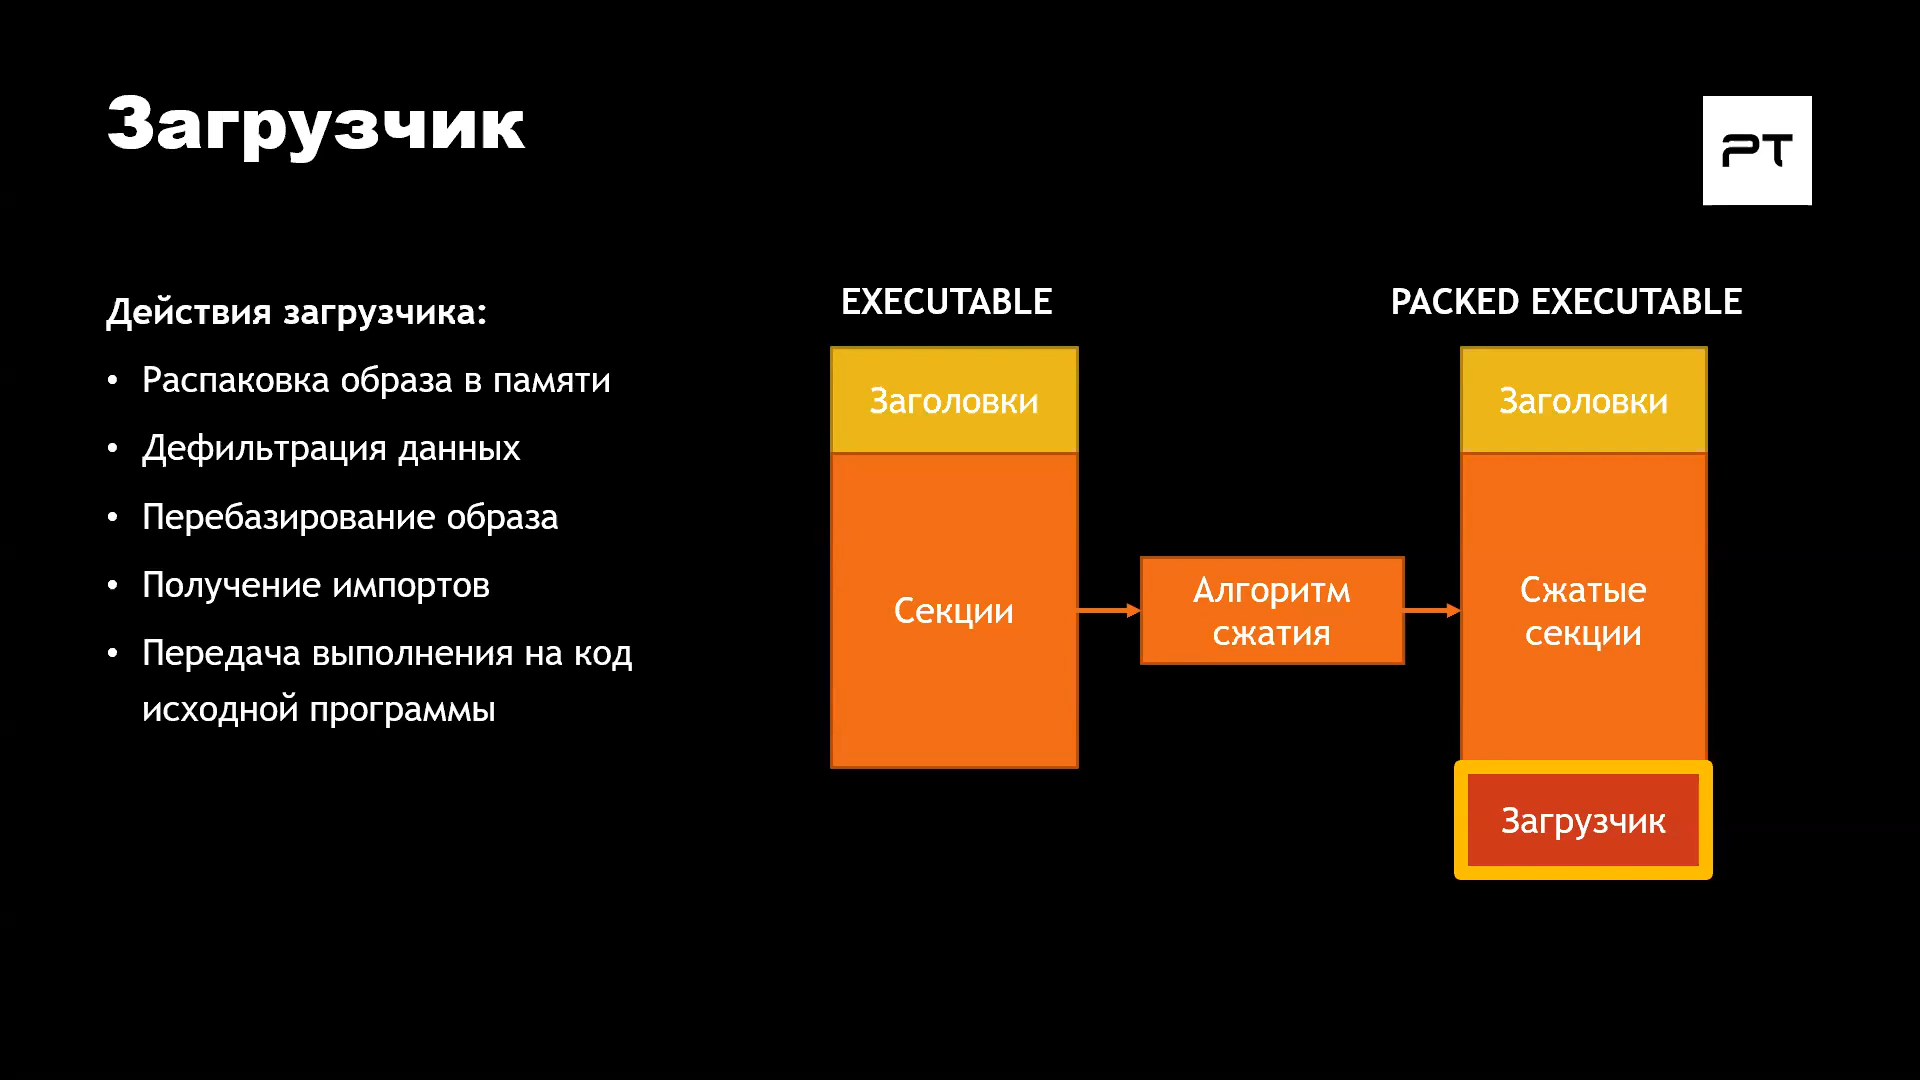 Загрузчик
PT
Действия загрузчика:
• Распаковка образа в памяти
• Дефильтрация данных
• Перебазирование образа
• Получение импортов
• Передача выполнения на код
исходной программы
EXECUTABLE
Заголовки
Секции
Алгоритм
сжатия
PACKED EXECUTABLE
Заголовки
Сжатые
секции
Загрузчик